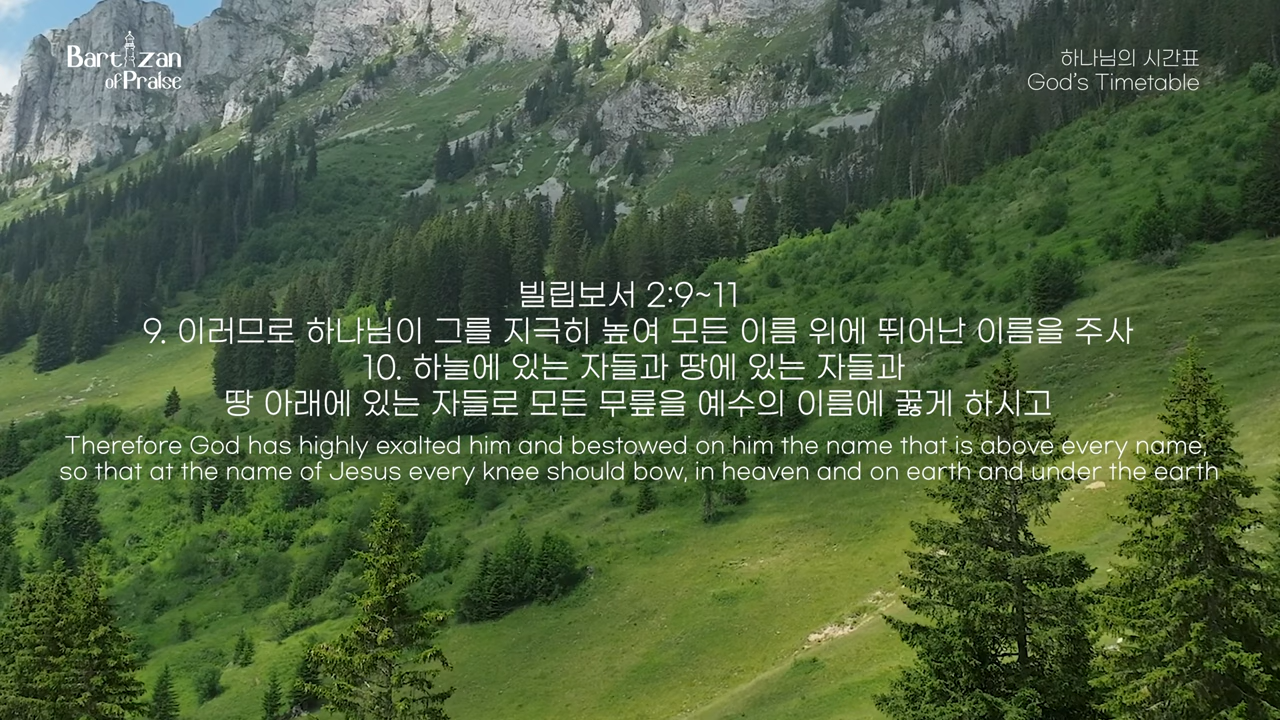 Bartizan
of Praise
하나님의 시간표
God's Timetable
빌립보서 2:9~11
9. 이러므로 하나님이 그를 지극히 높여 모든 이름 위에 뛰어난 이름을 주사
10. 하늘에 있는 자들과 땅에 있는 자들과
땅 아래에 있는 자들로 모든 무릎을 예수의 이름에 꿇게 하시고
Therefore God has highly exalted him and bestowed on him the name that is above every name,
so that at the name of Jesus every knee should bow, in heaven and on earth and under the earth